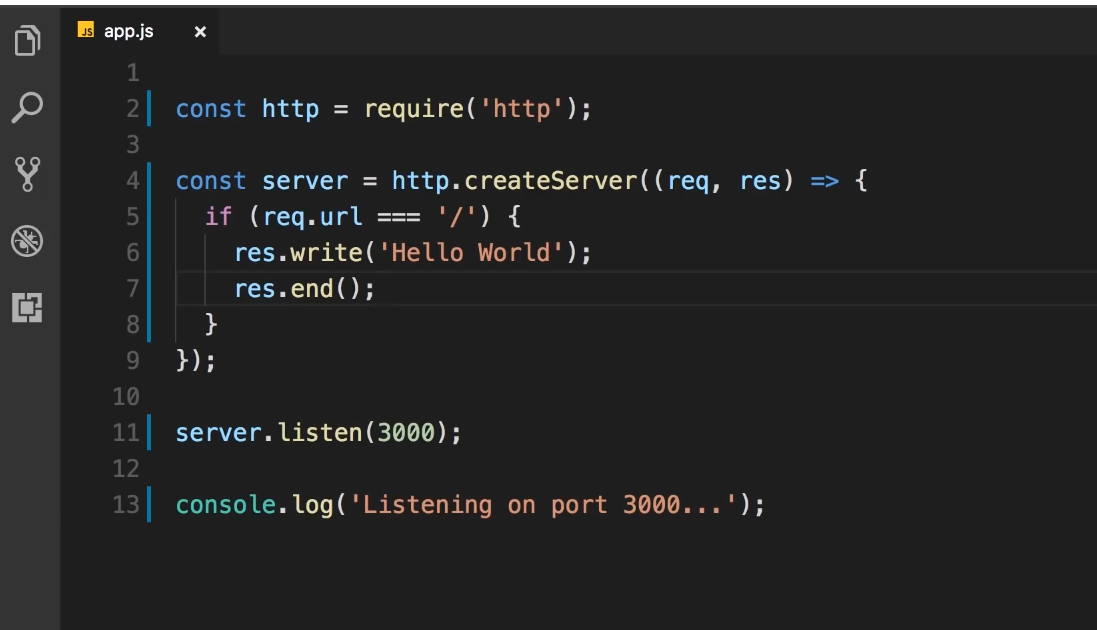 JS app.js ×
1
2 const http = require('http');
3
4 const server = http.createServer((req, res) => {
5   if (req.url === '/') {
6     res.write('Hello World');
7     res.end();
8   }
9 });
10
11 server.listen(3000);
12
13 console.log('Listening on port 3000...');